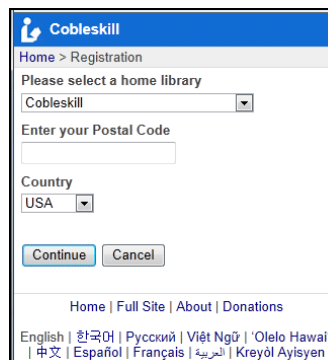 Cobleskill
Home > Registration
Please select a home library
Cobleskill
Enter your Postal Code
Country
USA
Continue Cancel
Home | Full Site | About | Donations
English | 한국어 | Русский | Việt Ngữ | 'Olelo Hawai'
| 中文 | Español | Français | العربية | Kreyòl Ayisyen